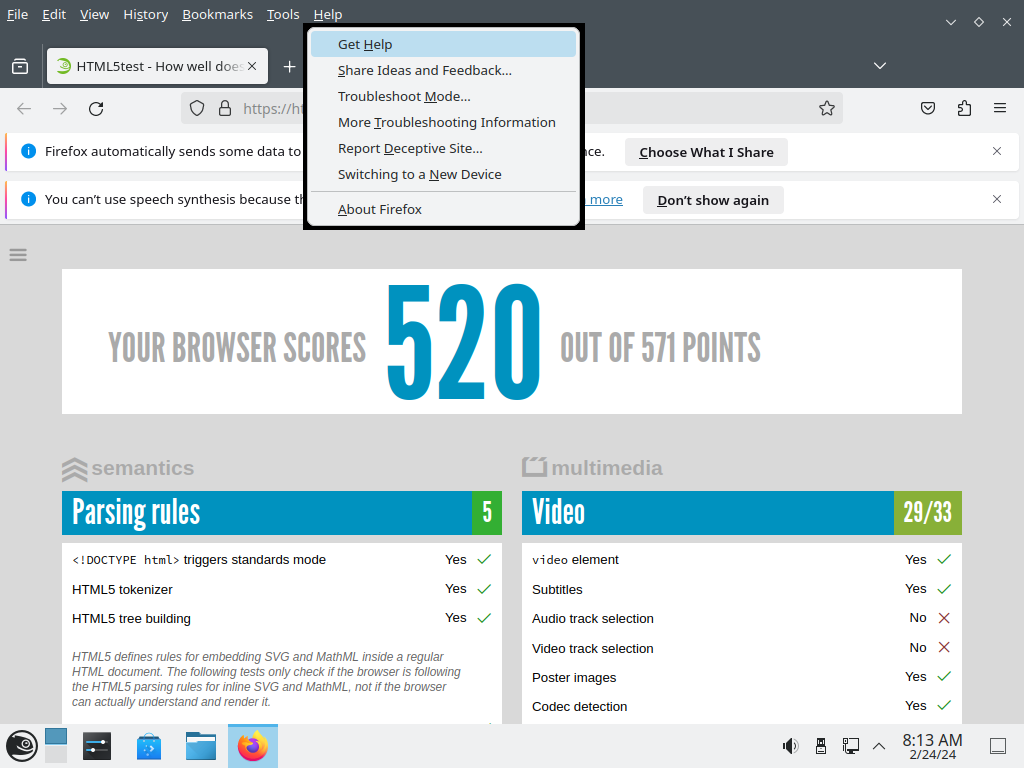 File Edit View History Bookmarks Tools Help
Get Help
Share Ideas and Feedback...
Troubleshoot Mode...
More Troubleshooting Information
Report Deceptive Site...
Switching to a New Device
About Firefox
HTML5test - How well does
https://ht
Firefox automatically sends some data to
nce.
Choose What I Share
You can't use speech synthesis because th
more
Don't show again
YOUR BROWSER SCORES 520 OUT OF 571 POINTS
semantics
Parsing rules 5
<!DOCTYPE html> triggers standards mode Yes
HTML5 tokenizer Yes
HTML5 tree building Yes
HTML5 defines rules for embedding SVG and MathML inside a regular
HTML document. The following tests only check if the browser is following
the HTML5 parsing rules for inline SVG and MathML, not if the browser
can actually understand and render it.
multimedia
Video 29/33
video element Yes
Subtitles Yes
Audio track selection No
Video track selection No
Poster images Yes
Codec detection Yes
8:13 AM
2/24/24